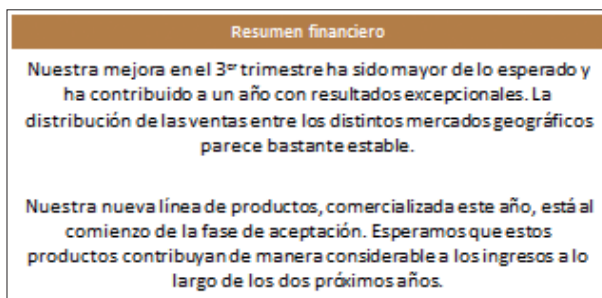 Resumen financiero
Nuestra mejora en el 3er trimestre ha sido mayor de lo esperado y
ha contribuido a un año con resultados excepcionales. La
distribución de las ventas entre los distintos mercados geográficos
parece bastante estable.
Nuestra nueva línea de productos, comercializada este año, está al
comienzo de la fase de aceptación. Esperamos que estos
productos contribuyan de manera considerable a los ingresos a lo
largo de los dos próximos años.